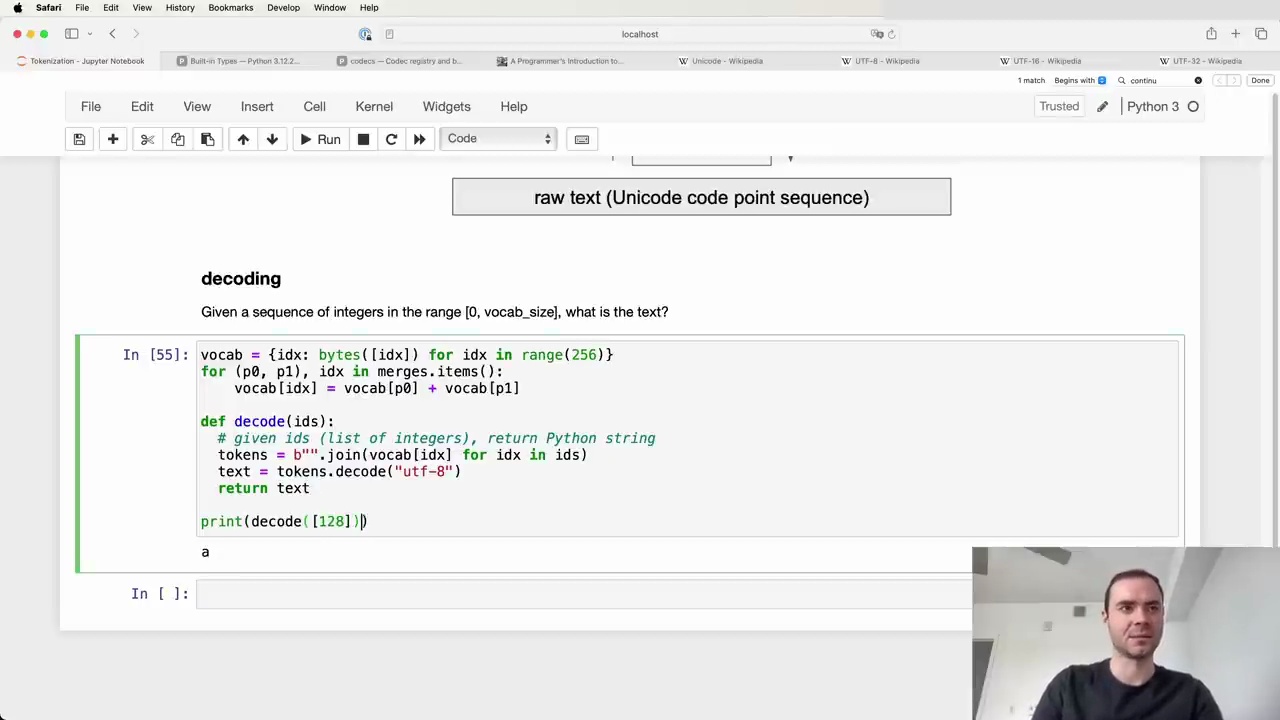 Safari File Edit View History Bookmarks Develop Window Help
localhost
Tokenization - Jupyter Notebook
Built-in Types — Python 3.12.2...
codecs — Codec registry and b...
A Programmer's Introduction to...
Unicode - Wikipedia
UTF-8 - Wikipedia
UTF-16 - Wikipedia
UTF-32 - Wikipedia
1 match Begins with continu Done
File Edit View Insert Cell Kernel Widgets Help Trusted Python 3
Run Code
raw text (Unicode code point sequence)
decoding
Given a sequence of integers in the range [0, vocab_size], what is the text?
In [55]: vocab = {idx: bytes([idx]) for idx in range(256)}
for (p0, p1), idx in merges.items():
    vocab[idx] = vocab[p0] + vocab[p1]
def decode(ids):
  # given ids (list of integers), return Python string
  tokens = b"".join(vocab[idx] for idx in ids)
  text = tokens.decode("utf-8")
  return text
print(decode([128]))
a
In [ ]: